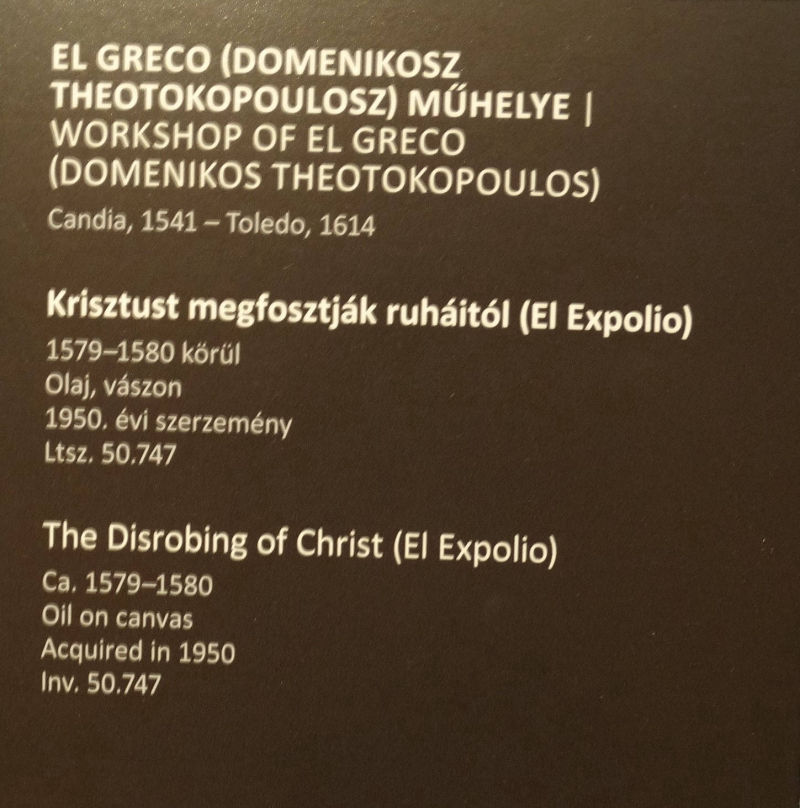 EL GRECO (DOMENIKOSZ
THEOTOKOPOULOSZ) MŰHELYE |
WORKSHOP OF EL GRECO
(DOMENIKOS THEOTOKOPOULOS)
Candia, 1541 – Toledo, 1614
Krisztust megfosztják ruháitól (El Expolio)
1579–1580 körül
Olaj, vászon
1950. évi szerzemény
Ltsz. 50.747
The Disrobing of Christ (El Expolio)
Ca. 1579–1580
Oil on canvas
Acquired in 1950
Inv. 50.747